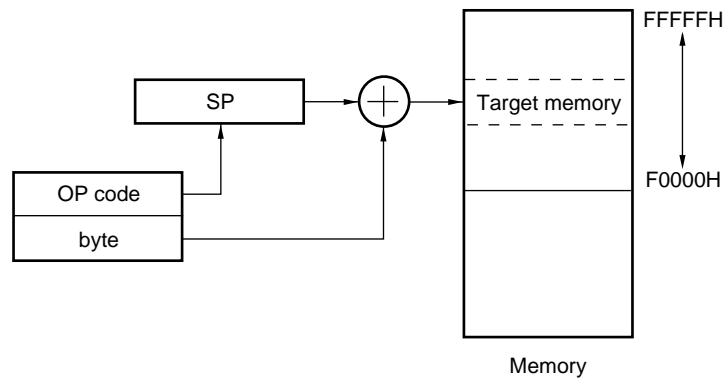 FFFFFH
SP
Target memory
OP code
F0000H
byte
Memory